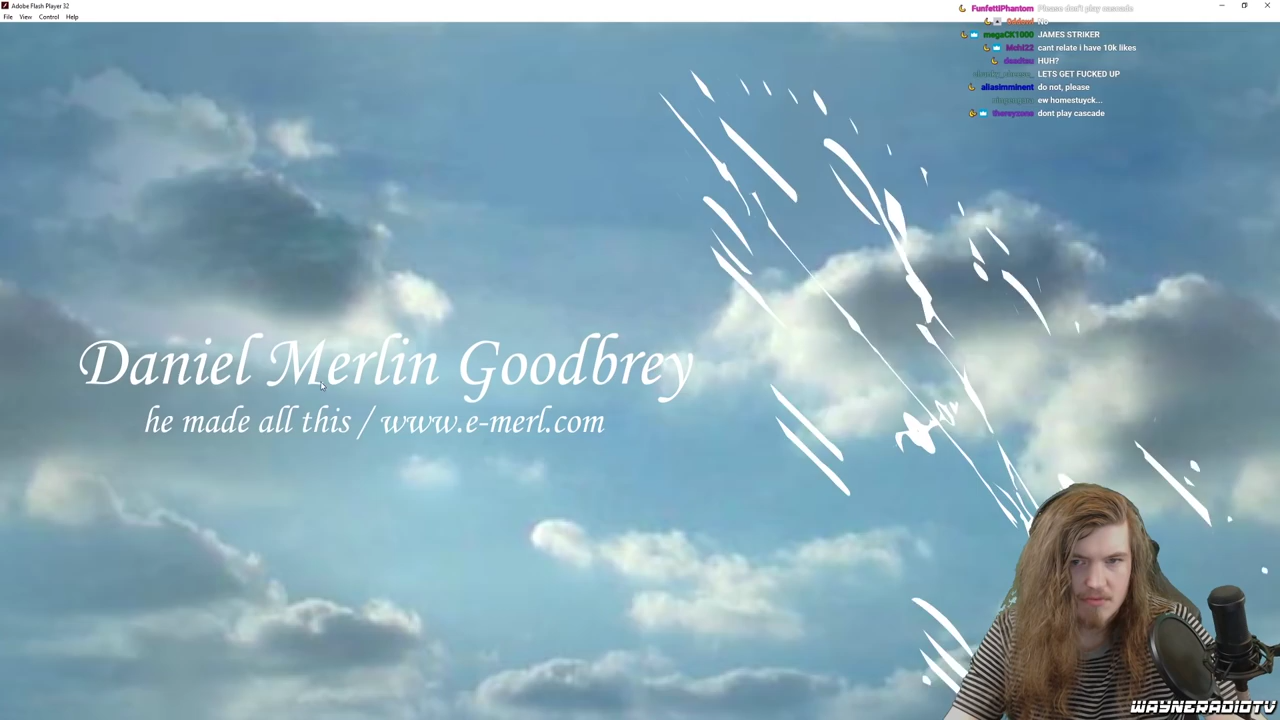 Adobe Flash Player 32
File View Control Help
FunfettiPhantom Please don't play cascade
No
megaCK1000 JAMES STRIKER
Mchl22 cant relate i have 10k likes
HUH?
LETS GET FUCKED UP
aliasimminent do not, please
ew homestuyck...
dont play cascade
Daniel Merlin Goodbrey
he made all this / www.e-merl.com
WAYNERADIOTV